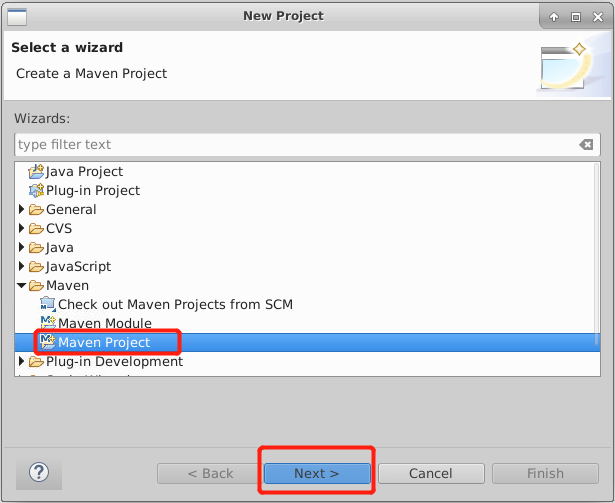 New Project
Select a wizard
Create a Maven Project
Wizards:
type filter text
Java Project
Plug-in Project
General
CVS
Java
JavaScript
Maven
Check out Maven Projects from SCM
Maven Module
Maven Project
Plug-in Development
< Back
Next >
Cancel
Finish